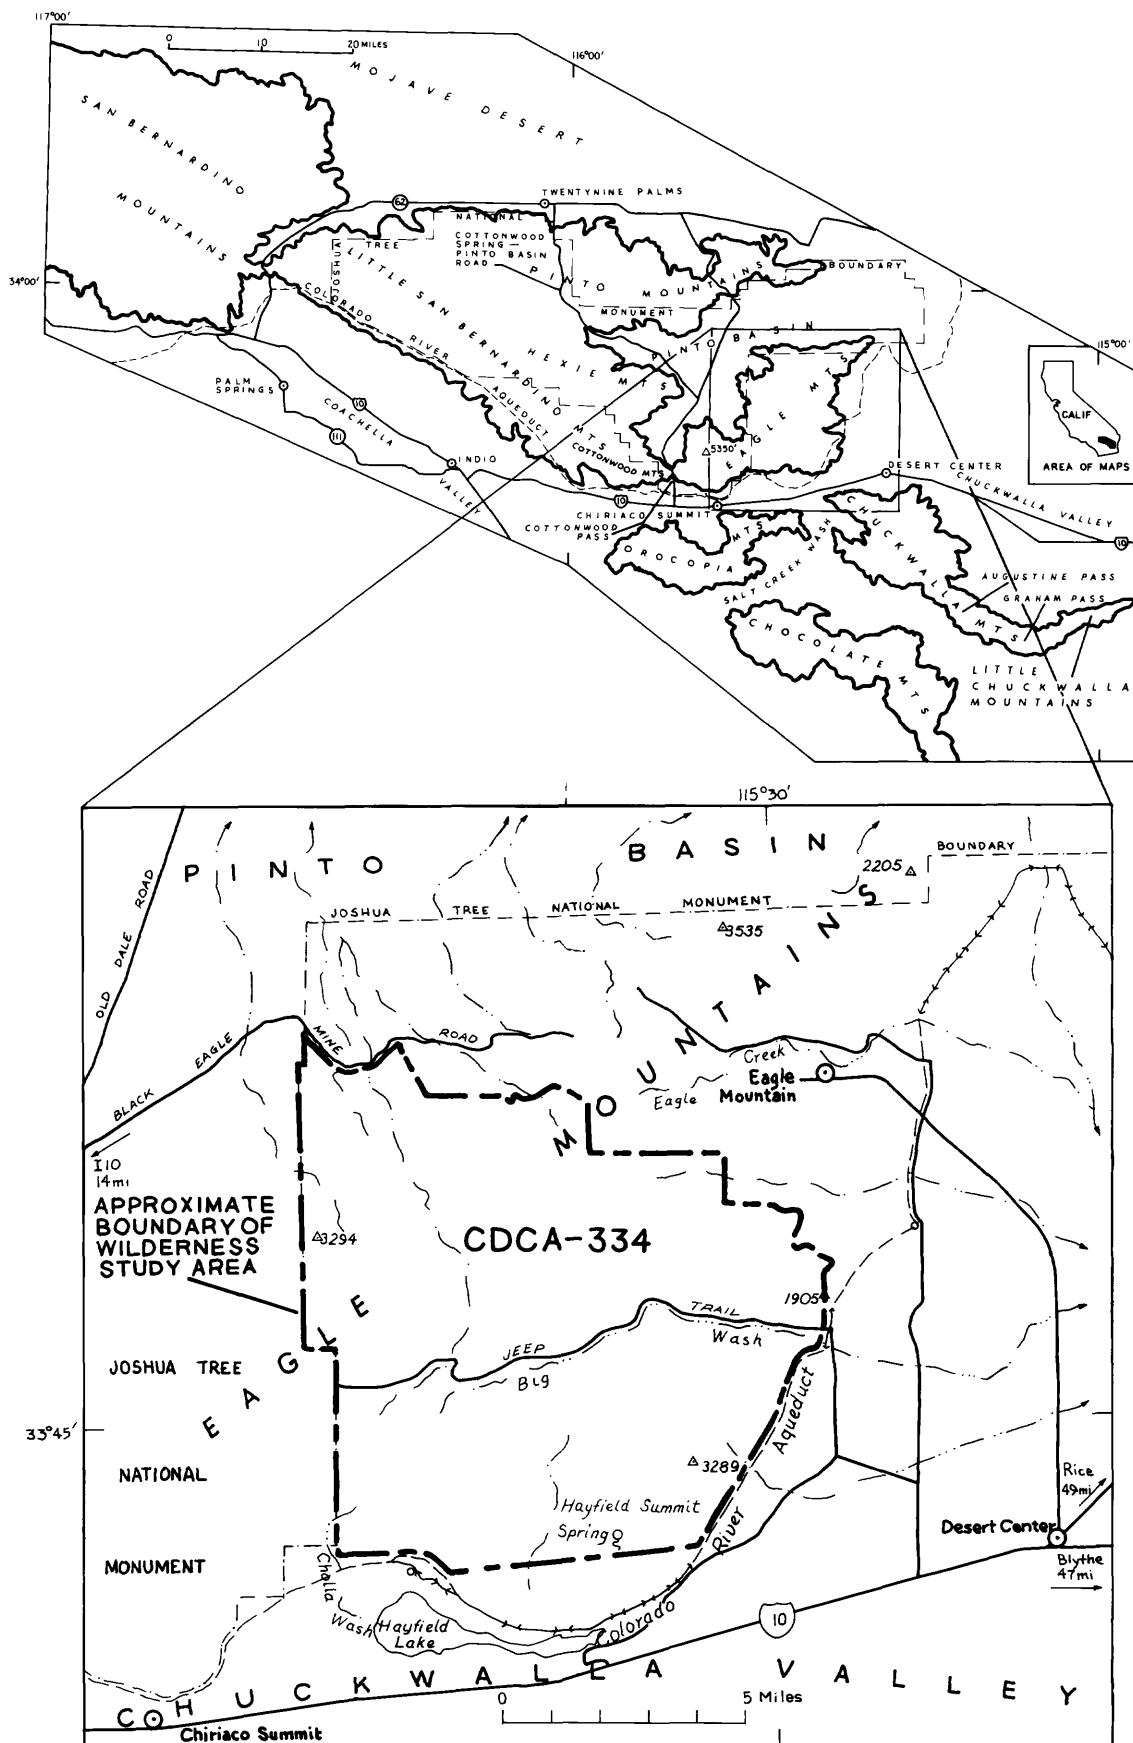 117°00'
0 10 20 MILES
116°00'
MOJAVE DESERT
SAN BERNARDINO
MOUNTAINS
62
TWENTYNINE PALMS
NATIONAL
COTTONWOOD
SPRING—
PINTO BASIN
ROAD
JOSHUA
TREE
PINTO MOUNTAINS
BOUNDARY
MONUMENT
34°00'
COLORADO RIVER AQUEDUCT
LITTLE SAN BERNARDINO MTS
HEXIE MTS
PINTO BASIN
EAGLE MTS
115°00'
CALIF
AREA OF MAPS
PALM
SPRINGS
10
COACHELLA
VALLEY
111
INDIO
COTTONWOOD MTS
5350'
DESERT CENTER
CHUCKWALLA VALLEY
10
CHIRIACO SUMMIT
COTTONWOOD
PASS
10
OROCOPIA
MTS
SALT CREEK WASH
CHUCKWALLA MTS
AUGUSTINE PASS
GRAHAM PASS
CHOCOLATE MTS
LITTLE
CHUCKWALLA
MOUNTAINS
115°30'
PINTO BASIN
BOUNDARY
2205
JOSHUA TREE NATIONAL MONUMENT
3535
OLD DALE ROAD
BLACK EAGLE MINE ROAD
EAGLE MOUNTAINS
Eagle Creek
Eagle
Mountain
I10
14mi
APPROXIMATE
BOUNDARY OF
WILDERNESS
STUDY AREA
3294
CDCA-334
1905
JEEP TRAIL
Big Wash
JOSHUA TREE
NATIONAL
MONUMENT
33°45'
3289
Colorado River Aqueduct
Hayfield Summit
Spring
Rice
49mi
Desert Center
Blythe
47mi
Cholla
Wash
Hayfield
Lake
10
CHUCKWALLA VALLEY
0 5 Miles
Chiriaco Summit